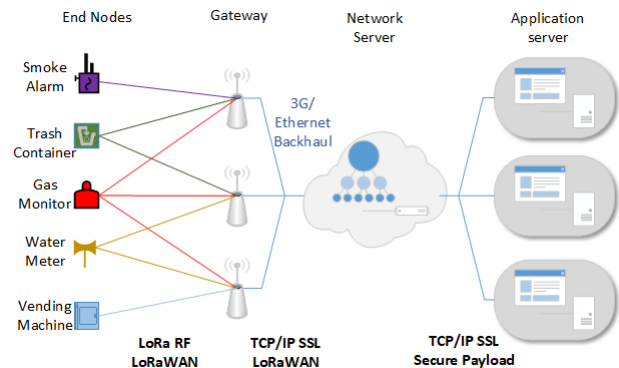 End Nodes
Gateway
Network
Server
Application
server
Smoke
Alarm
3G/
Ethernet
Backhaul
Trash
Container
Gas
Monitor
Water
Meter
Vending
Machine
LoRa RF
LoRaWAN
TCP/IP SSL
LoRaWAN
TCP/IP SSL
Secure Payload